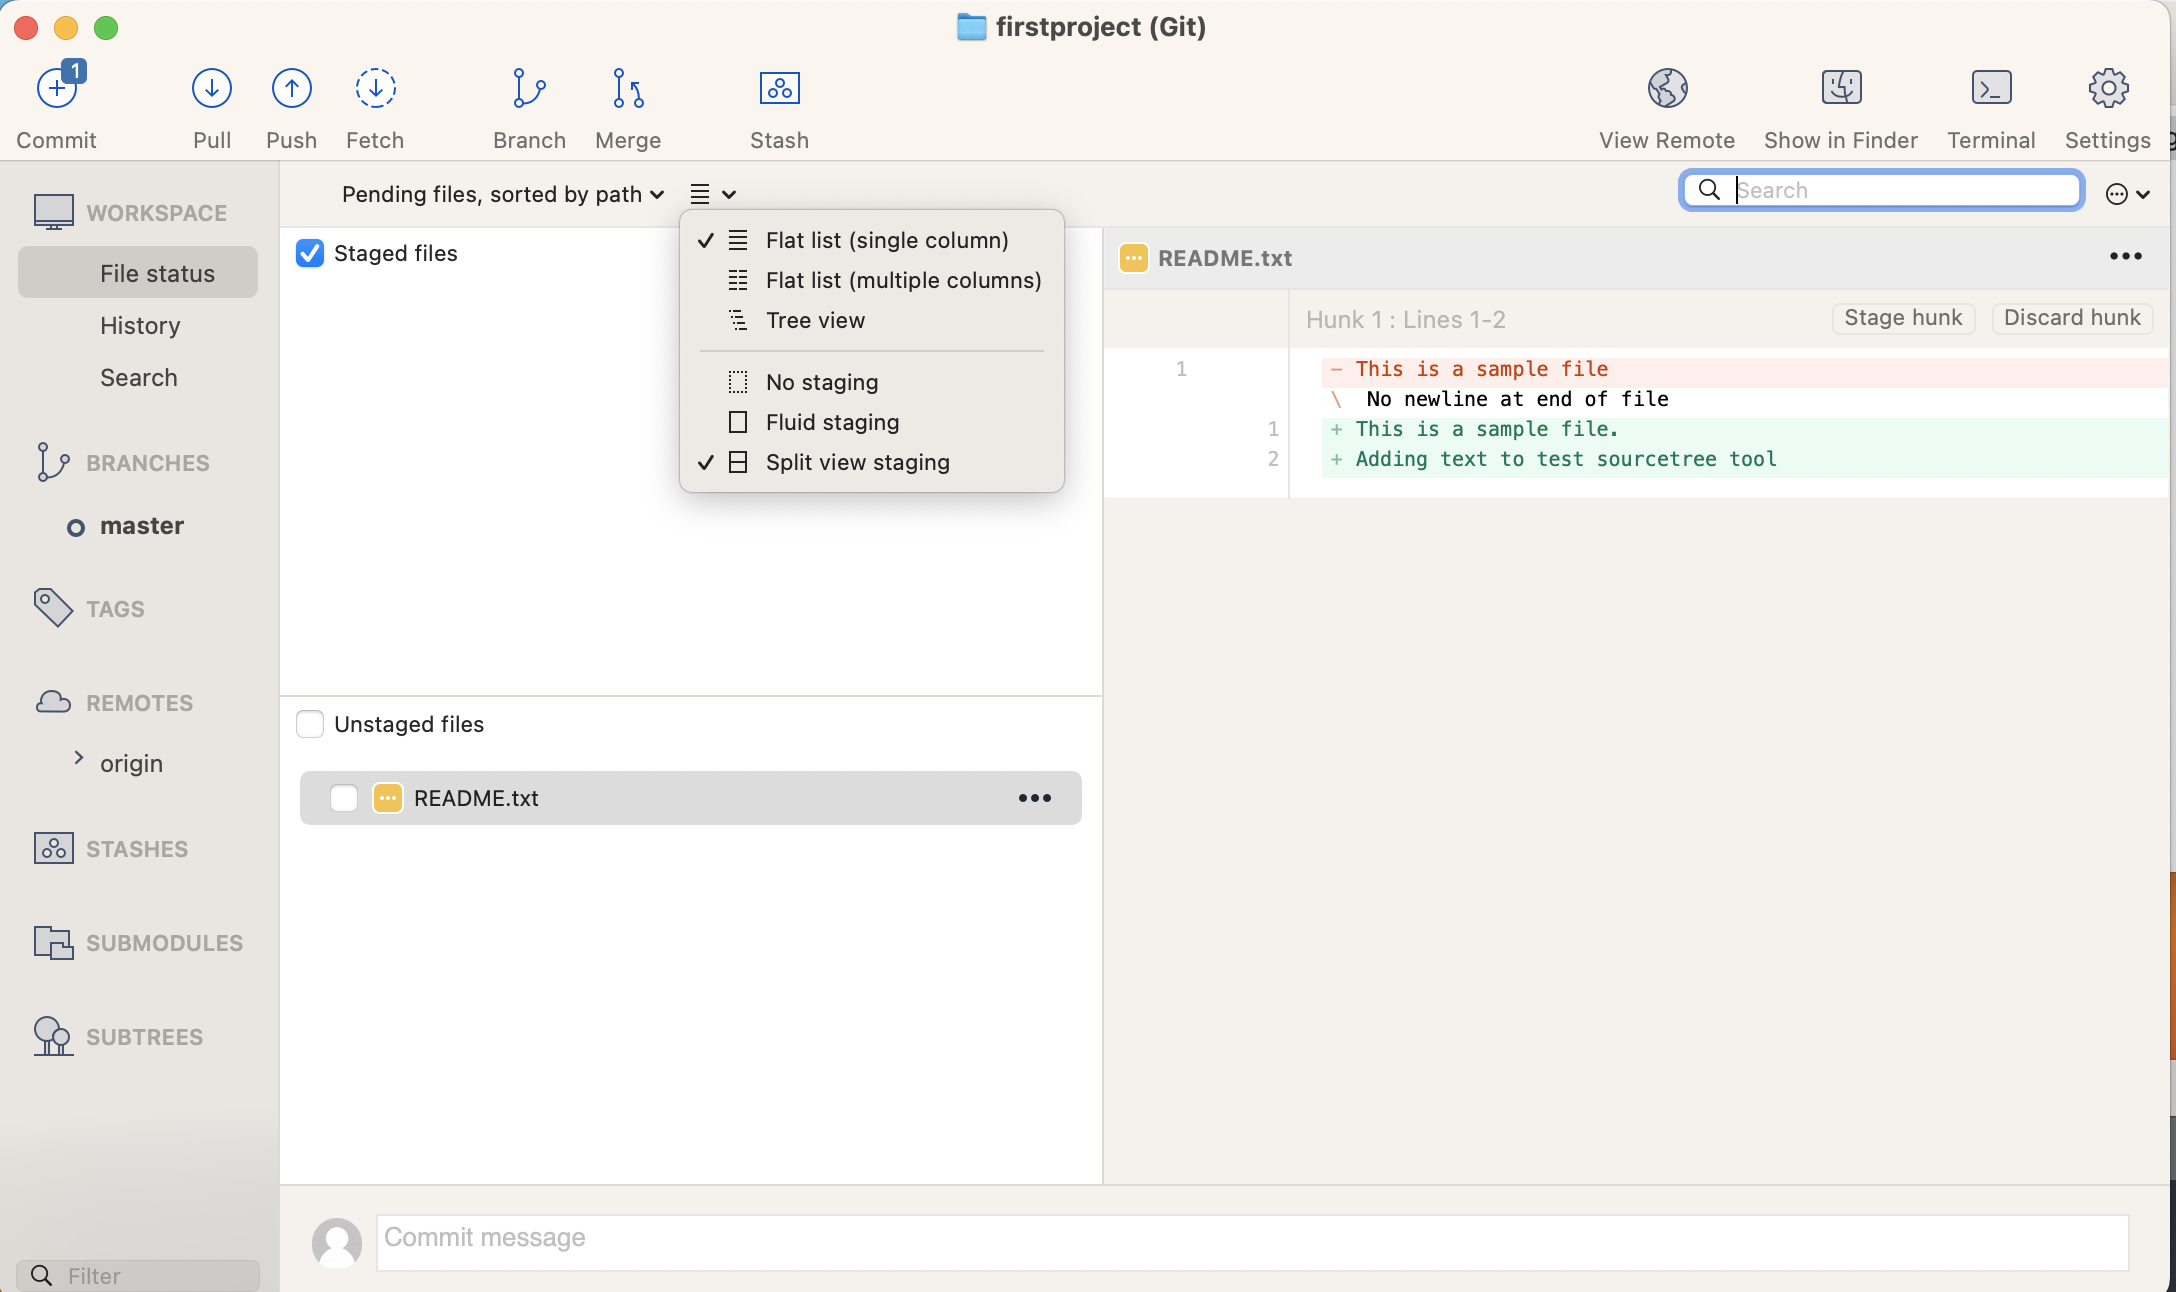 firstproject (Git)
1
Commit
Pull
Push
Fetch
Branch
Merge
Stash
View Remote
Show in Finder
Terminal
Settings
Pending files, sorted by path
Search
WORKSPACE
File status
History
Search
BRANCHES
master
TAGS
REMOTES
origin
STASHES
SUBMODULES
SUBTREES
Filter
Staged files
Flat list (single column)
Flat list (multiple columns)
Tree view
No staging
Fluid staging
Split view staging
Unstaged files
README.txt
README.txt
Hunk 1 : Lines 1-2
Stage hunk
Discard hunk
1 - This is a sample file
\ No newline at end of file
1 + This is a sample file.
2 + Adding text to test sourcetree tool
Commit message